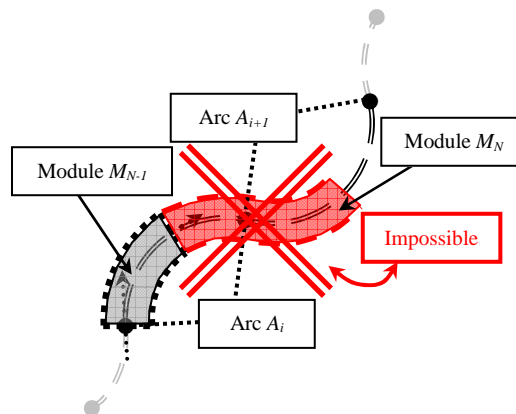 Arc A_{i+1}
Module M_N
Module M_{N-1}
Impossible
Arc A_i